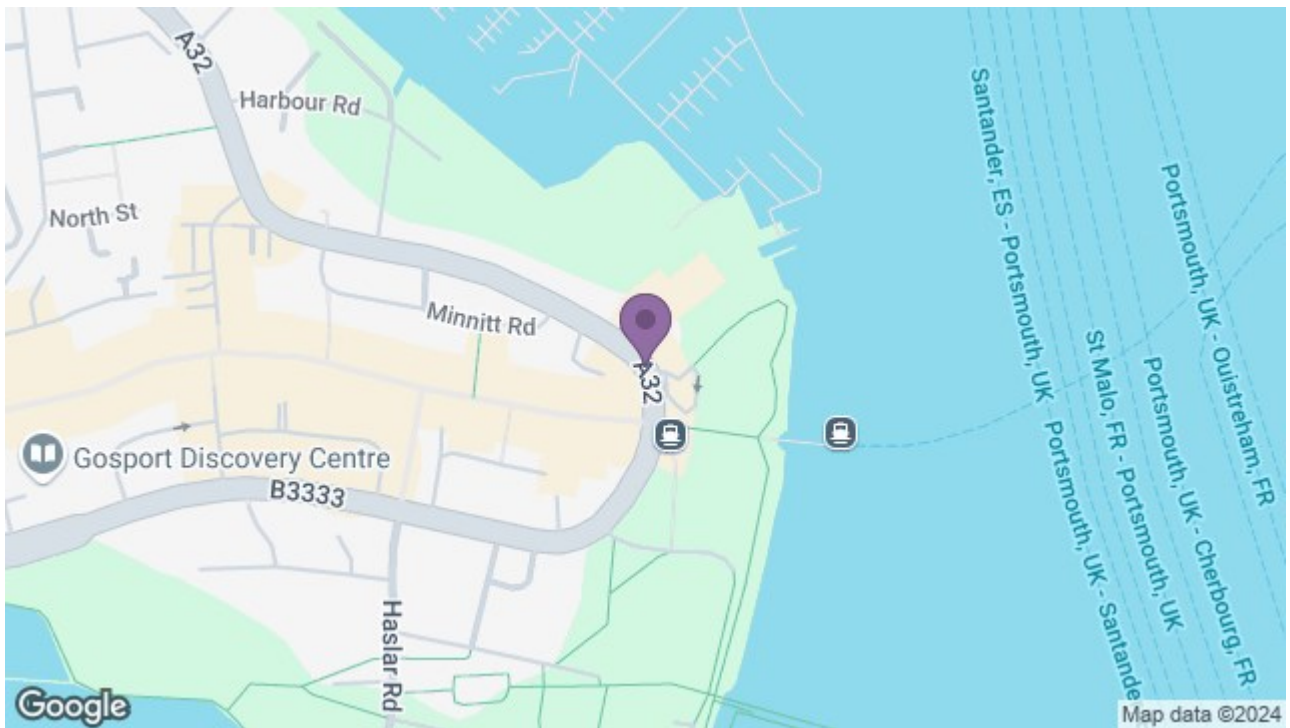 A32
Harbour Rd
North St
Minnitt Rd
A32
Gosport Discovery Centre
B3333
Haslar Rd
Santander, ES - Portsmouth, UK
Portsmouth, UK - Santander
St Malo, FR - Portsmouth, UK
Portsmouth, UK - Cherbourg, FR
Portsmouth, UK - Ouistreham, FR
Google
Map data ©2024